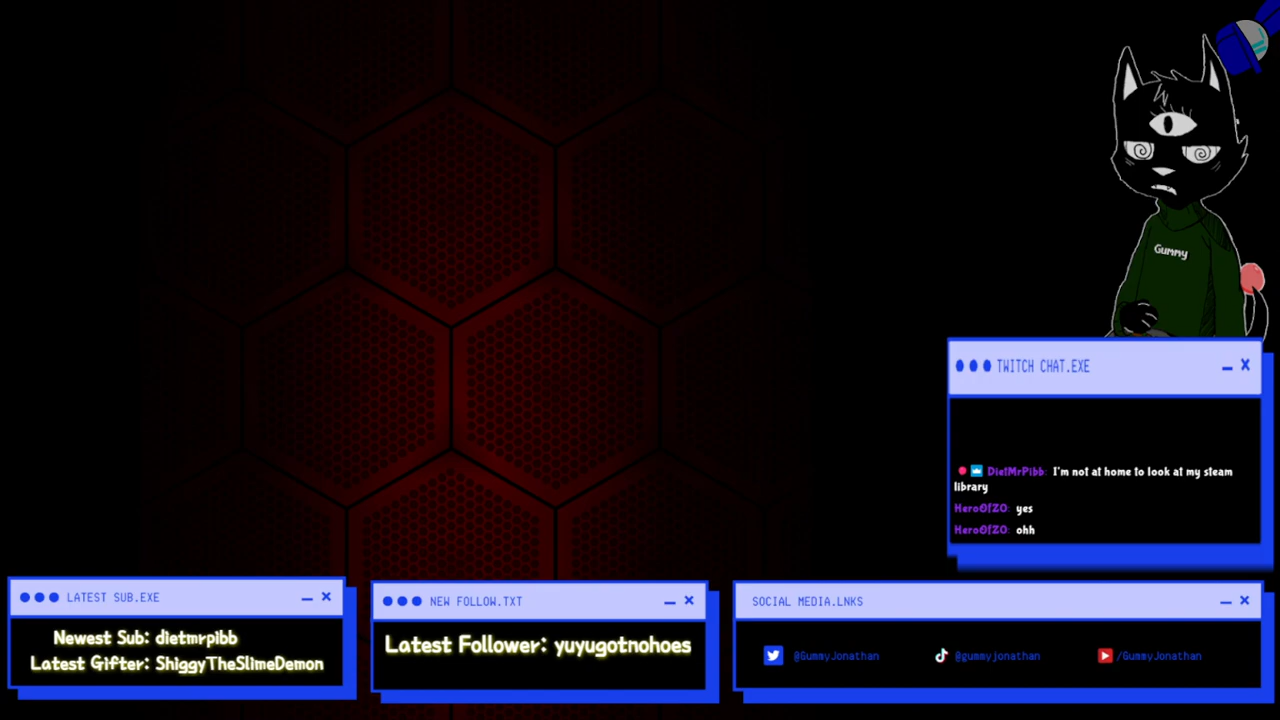 Gummy
TWITCH CHAT.EXE
DietMrPibb: I'm not at home to look at my steam
library
HeroOfZO: yes
HeroOfZO: ohh
LATEST SUB.EXE
Newest Sub: dietmrpibb
Latest Gifter: ShiggyTheSlimeDemon
NEW FOLLOW.TXT
Latest Follower: yuyugotnohoes
SOCIAL MEDIA.LNKS
@GummyJonathan
@gummyjonathan
/GummyJonathan